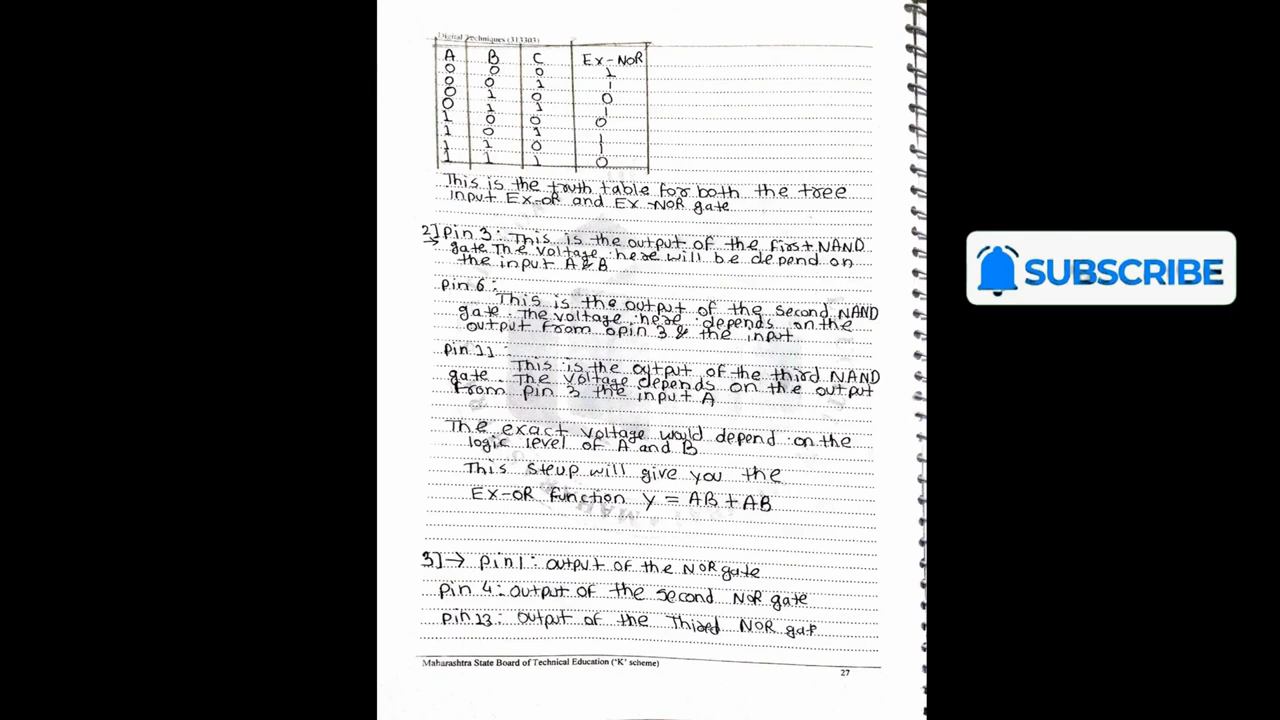 Digital Techniques (313303)
A B C Ex-NOR
0 0 0 1
0 0 1 1
0 1 0 0
0 1 1 1
1 0 0 0
1 0 1 1
1 1 0 1
1 1 1 0
This is the truth table for both the tree
input Ex-OR and Ex-NOR gate
2] pin 3: This is the output of the first NAND
→ gate. The voltage here will be depend on
the input A & B
pin 6:
This is the output of the second NAND
gate. The voltage here depends on the
output from opin 3 & the input
pin 11:
This is the output of the third NAND
gate. The voltage depends on the output
from pin 3 the input A
The exact voltage would depend on the
logic level of A and B
This steup will give you the
Ex-OR function y = AB + AB
3] → pin 1: output of the NOR gate
pin 4: output of the second NOR gate
pin 13: output of the Thired NOR gat
Maharashtra State Board of Technical Education ('K' scheme)
27
SUBSCRIBE